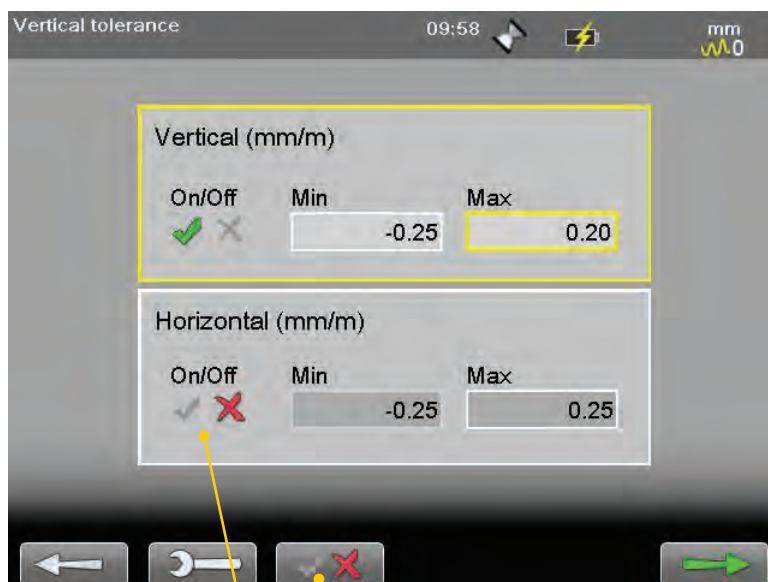 Vertical tolerance 09:58 mm
0
Vertical (mm/m)
On/Off Min Max
-0.25 0.20
Horizontal (mm/m)
On/Off Min Max
-0.25 0.25